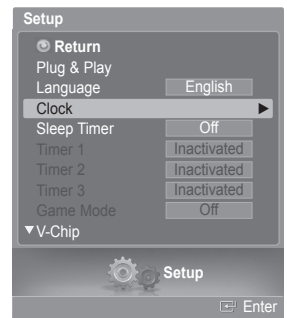 Setup
Return
Plug & Play
Language English
Clock ►
Sleep Timer Off
Timer 1 Inactivated
Timer 2 Inactivated
Timer 3 Inactivated
Game Mode Off
▼V-Chip
Setup
Enter